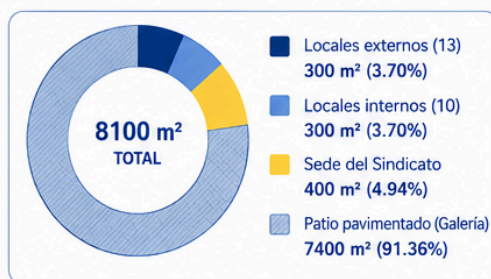 8100 m²
TOTAL
Locales externos (13)
300 m² (3.70%)
Locales internos (10)
300 m² (3.70%)
Sede del Sindicato
400 m² (4.94%)
Patio pavimentado (Galería)
7400 m² (91.36%)